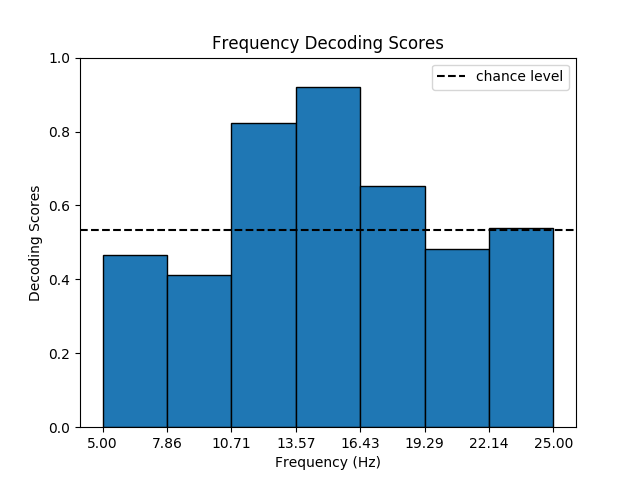 Frequency Decoding Scores
chance level
Decoding Scores
1.0
0.8
0.6
0.4
0.2
0.0
5.00 7.86 10.71 13.57 16.43 19.29 22.14 25.00
Frequency (Hz)